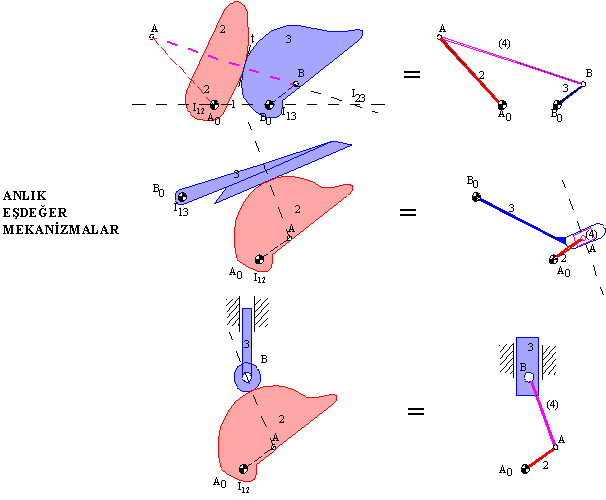 A
2
3
t
2
B
1
I12
A0
B0
I13
I23
=
A
(4)
2
B
3
A0
B0
ANLIK
EŞDEĞER
MEKANİZMALAR
3
B0
I13
2
A
A0
I12
=
B0
3
(4)
A
2
A0
3
B
2
A
A0
I12
=
3
B
(4)
A
A0
2